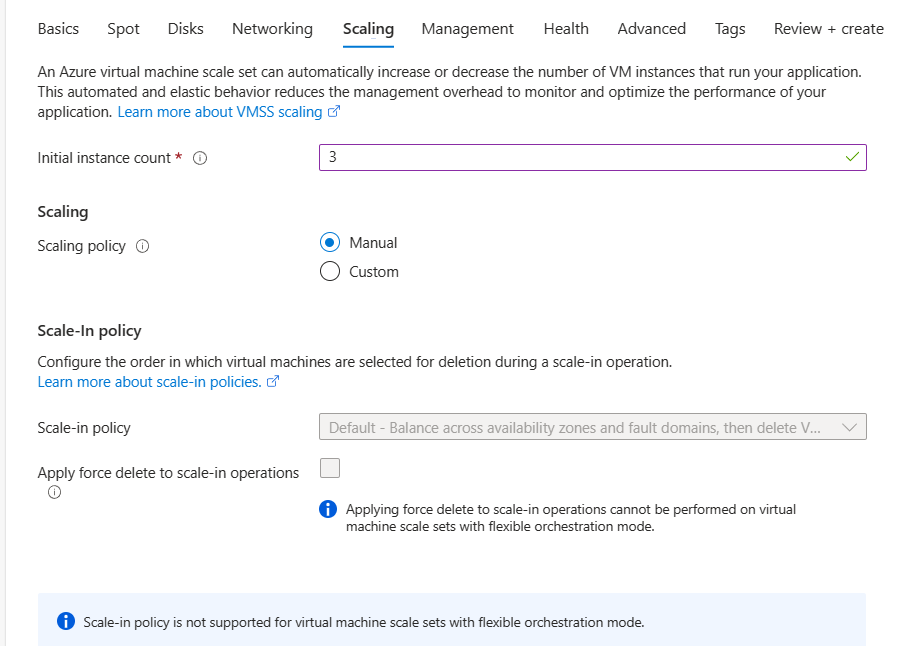 Basics Spot Disks Networking Scaling Management Health Advanced Tags Review + create
An Azure virtual machine scale set can automatically increase or decrease the number of VM instances that run your application.
This automated and elastic behavior reduces the management overhead to monitor and optimize the performance of your
application. Learn more about VMSS scaling
Initial instance count *
3
Scaling
Scaling policy
Manual
Custom
Scale-In policy
Configure the order in which virtual machines are selected for deletion during a scale-in operation.
Learn more about scale-in policies.
Scale-in policy
Default - Balance across availability zones and fault domains, then delete V...
Apply force delete to scale-in operations
Applying force delete to scale-in operations cannot be performed on virtual
machine scale sets with flexible orchestration mode.
Scale-in policy is not supported for virtual machine scale sets with flexible orchestration mode.